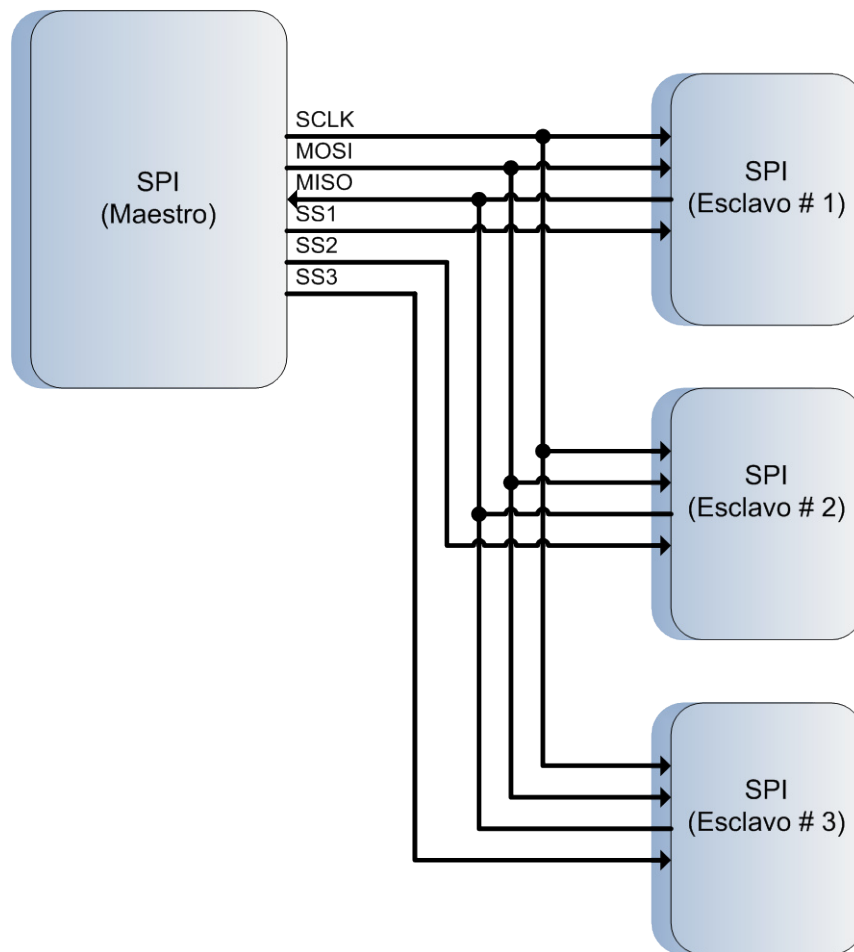 SPI
(Maestro)
SCLK
MOSI
MISO
SS1
SS2
SS3
SPI
(Esclavo # 1)
SPI
(Esclavo # 2)
SPI
(Esclavo # 3)